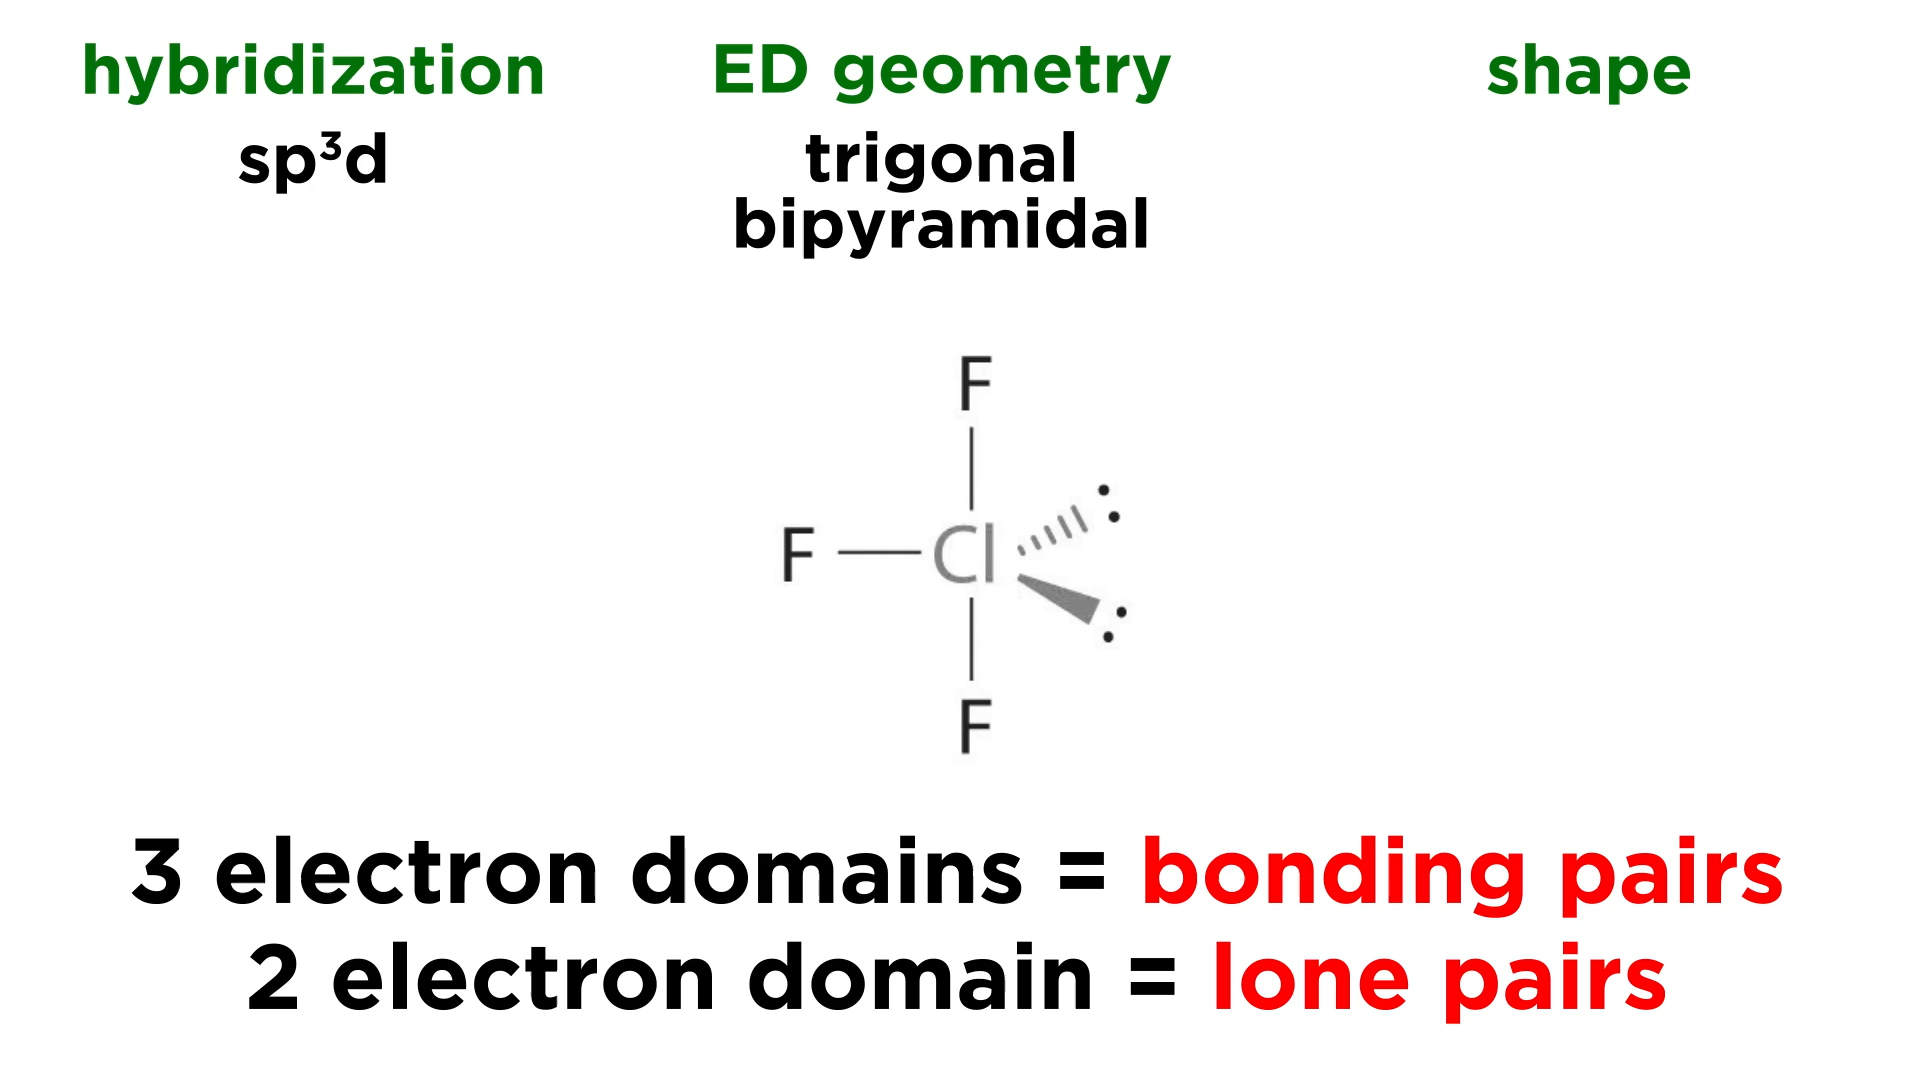 hybridization ED geometry shape
sp³d trigonal
bipyramidal
F
F Cl
F
3 electron domains = bonding pairs
2 electron domain = lone pairs